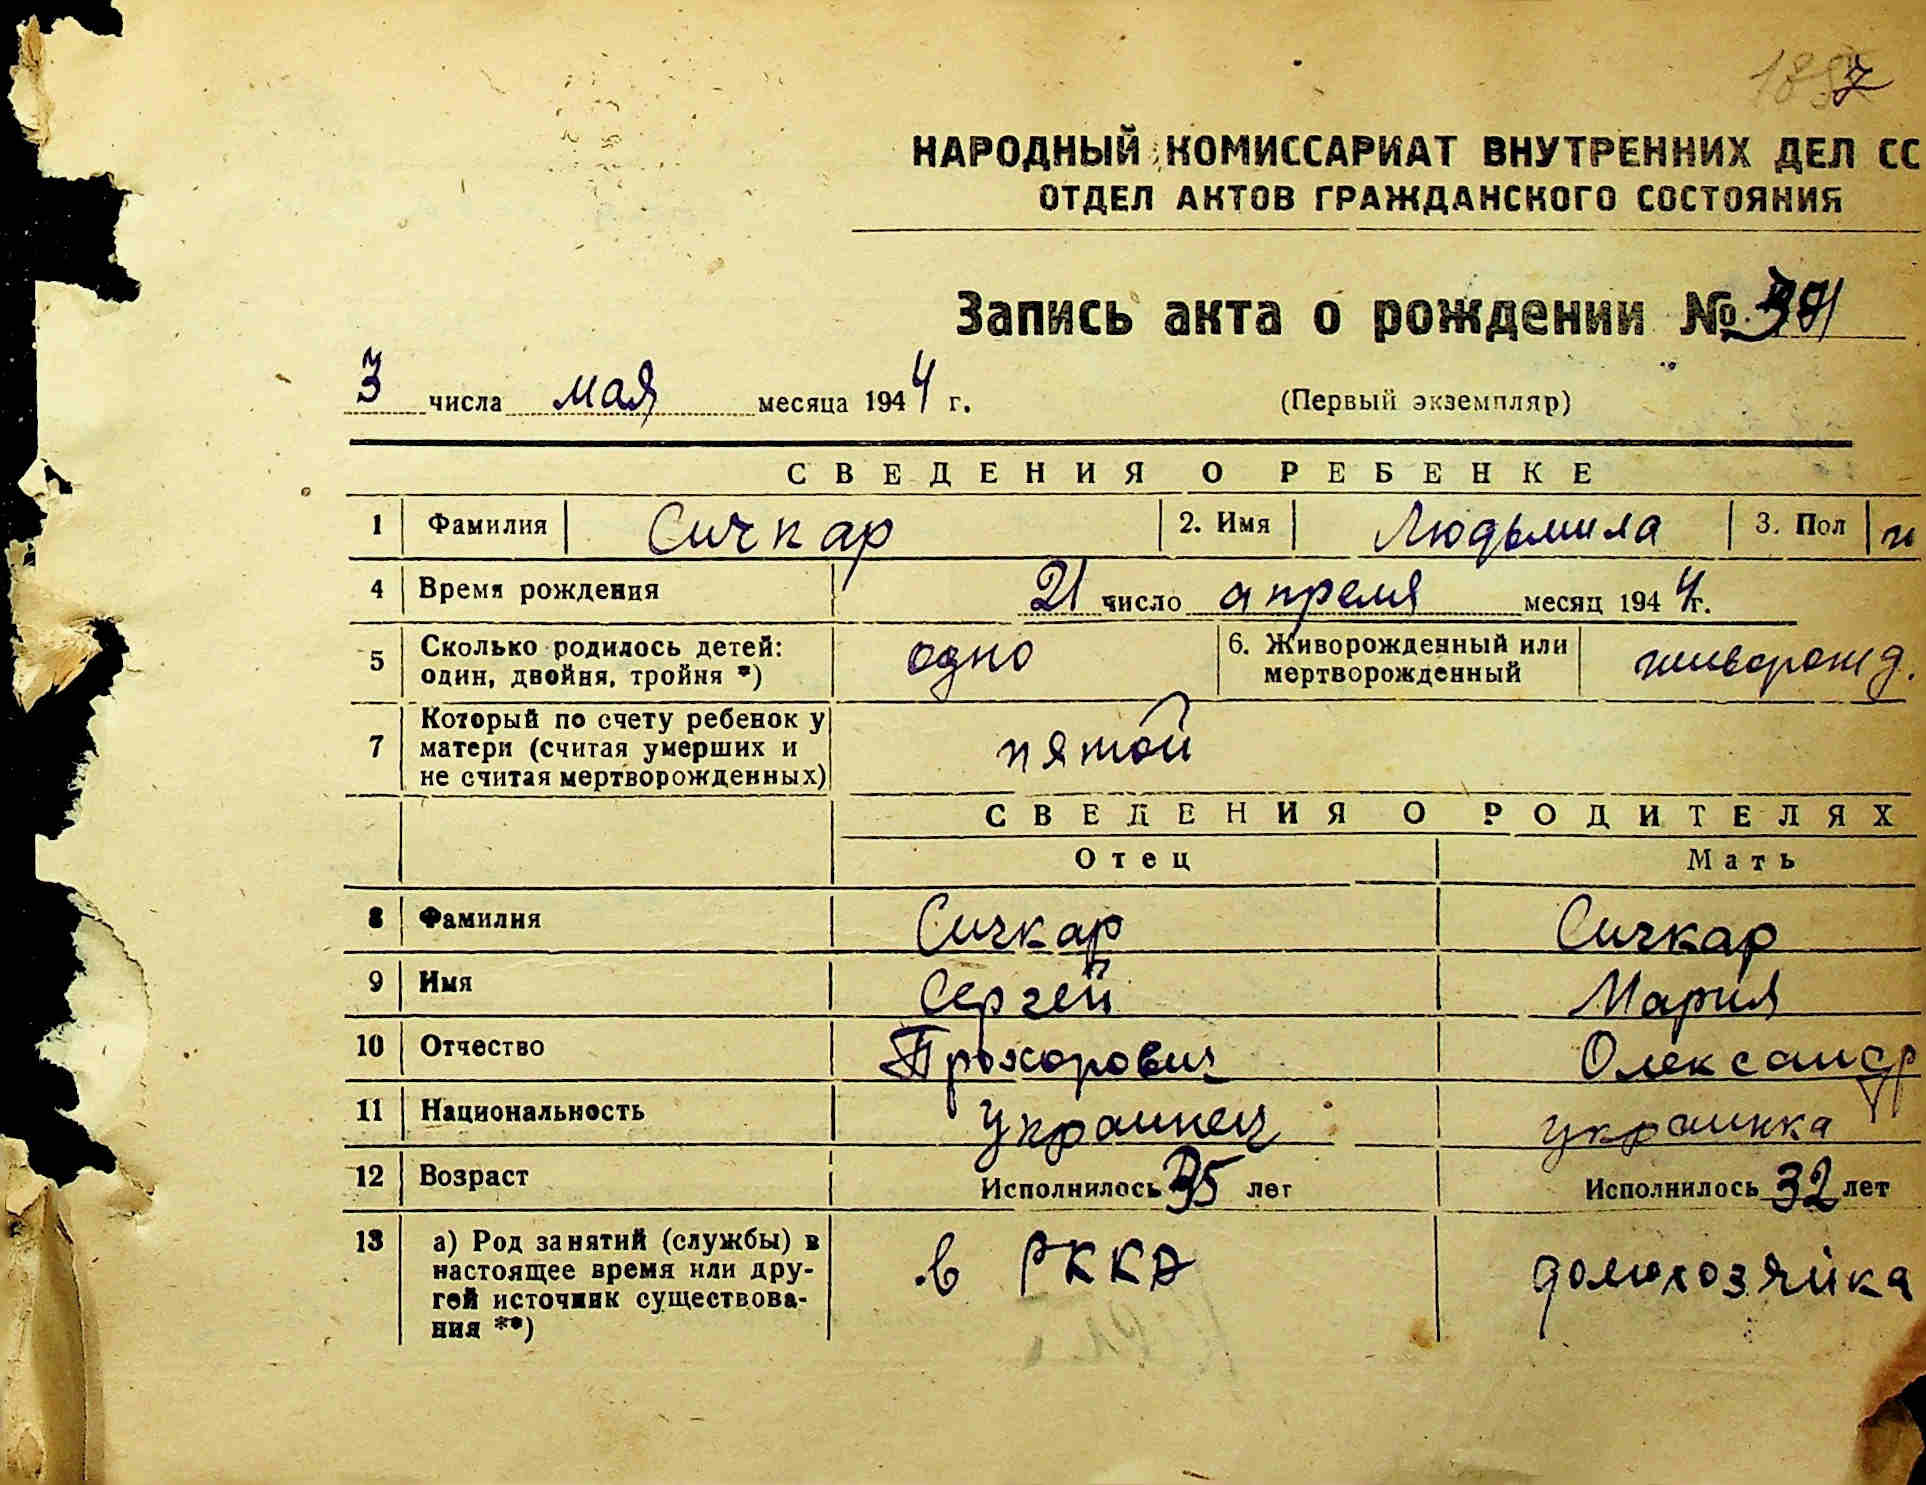 НАРОДНЫЙ КОМИССАРИАТ ВНУТРЕННИХ ДЕЛ СС
ОТДЕЛ АКТОВ ГРАЖДАНСКОГО СОСТОЯНИЯ
Запись акта о рождении №
3 числа мая месяца 1944 г. (Первый экземпляр)
СВЕДЕНИЯ О РЕБЕНКЕ
1 Фамилия Сичкар 2. Имя Людьмила 3. Пол
4 Время рождения 21 число апреля месяц 1944 г.
5 Сколько родилось детей: один, двойня, тройня *) одно 6. Живорожденный или мертворожденный живорожд.
7 Который по счету ребенок у матери (считая умерших и не считая мертворожденных) пятой
СВЕДЕНИЯ О РОДИТЕЛЯХ
Отец Мать
8 Фамилия Сичкар Сичкар
9 Имя Сергей Мария
10 Отчество Прохорович Олександр
11 Национальность украинец украинка
12 Возраст Исполнилось 35 лет Исполнилось 32 лет
13 а) Род занятий (службы) в настоящее время или другой источник существования **) в РККА домохозяйка